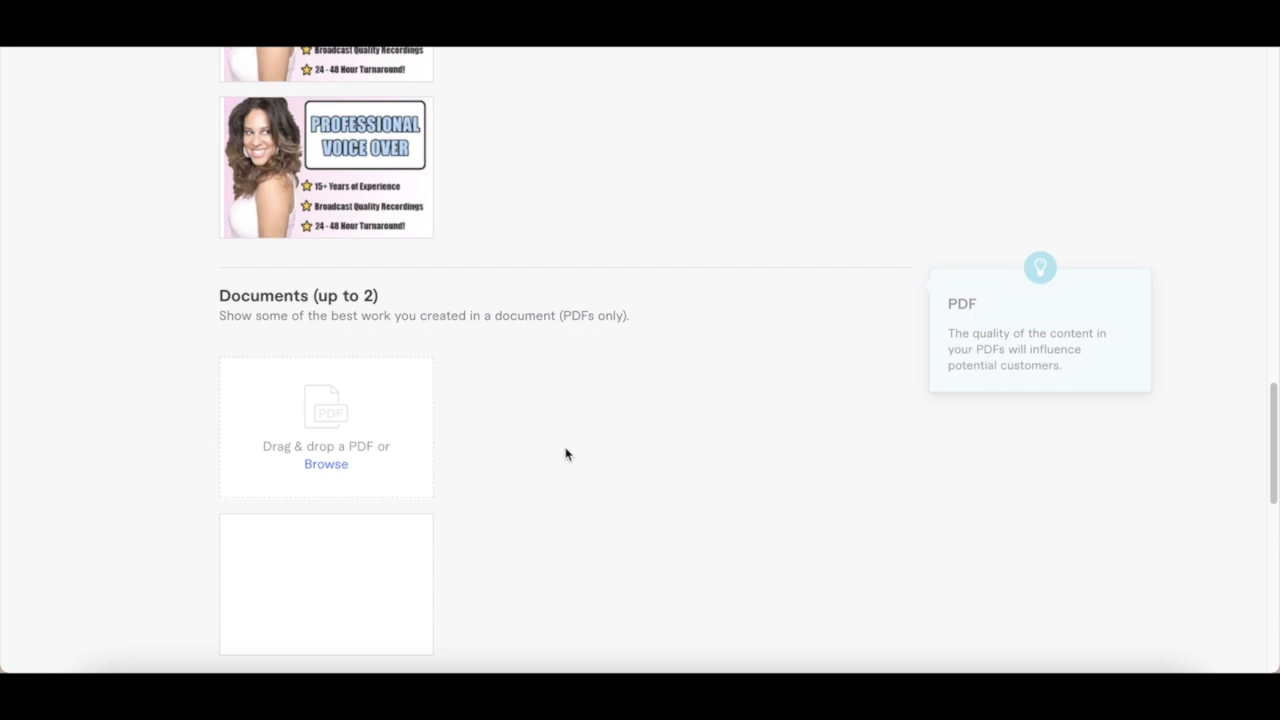 Broadcast Quality Recordings
24 - 48 Hour Turnaround!
PROFESSIONAL
VOICE OVER
15+ Years of Experience
Broadcast Quality Recordings
24 - 48 Hour Turnaround!
Documents (up to 2)
Show some of the best work you created in a document (PDFs only).
PDF
Drag & drop a PDF or
Browse
PDF
The quality of the content in
your PDFs will influence
potential customers.